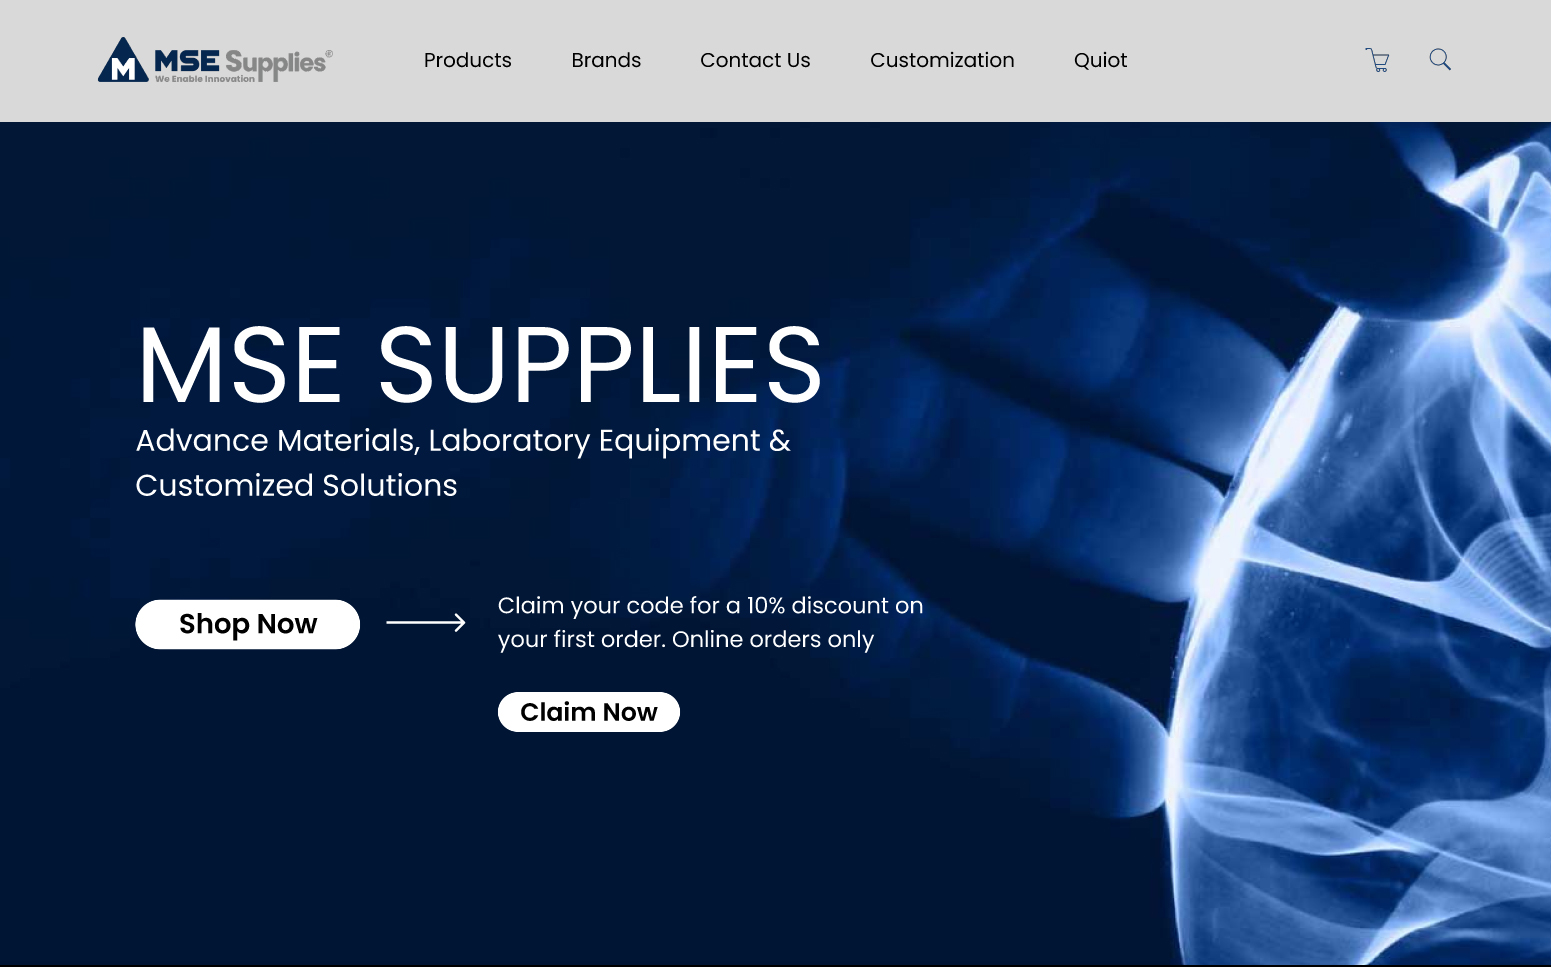 MSE Supplies®
We Enable Innovation
Products
Brands
Contact Us
Customization
Quiot
MSE SUPPLIES
Advance Materials, Laboratory Equipment &
Customized Solutions
Shop Now
Claim your code for a 10% discount on
your first order. Online orders only
Claim Now